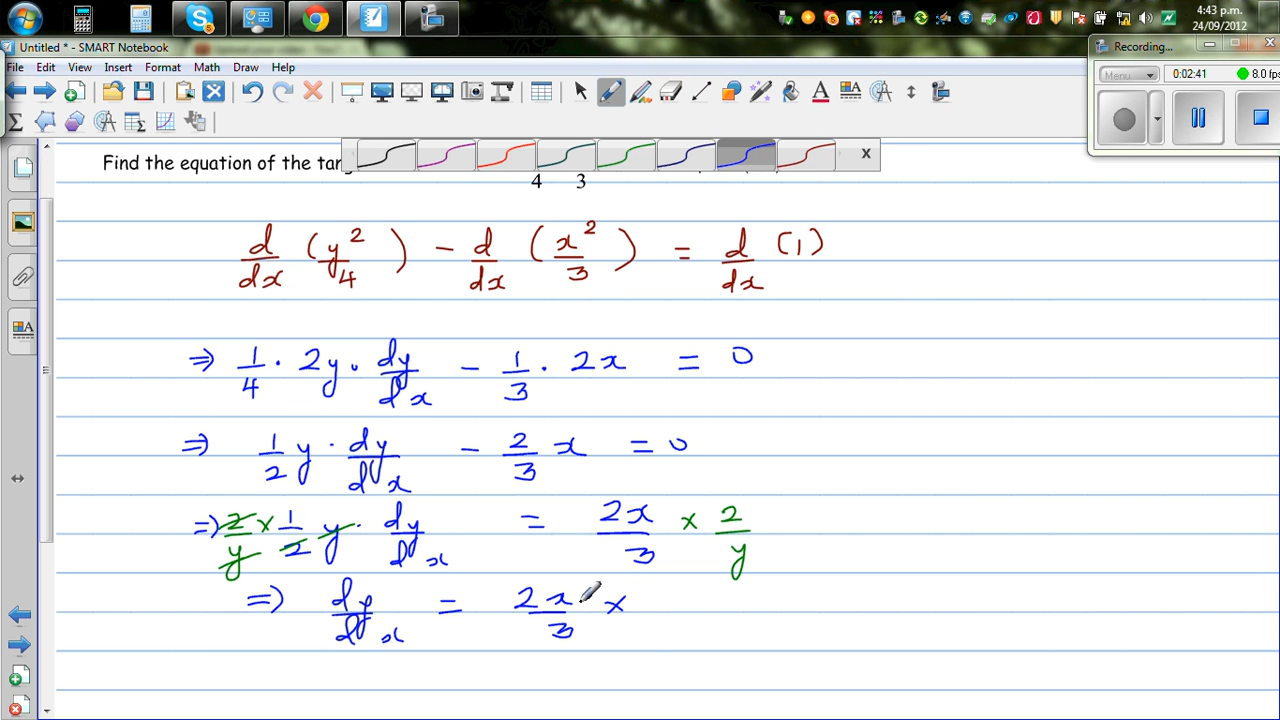 4:43 p.m.
24/09/2012
Untitled * - SMART Notebook
Recording...
File Edit View Insert Format Math Draw Help
Menu
0:02:41
8.0 fps
Find the equation of the tan
4 3
d/dx (y²/4) - d/dx (x²/3) = d/dx (1)
⇒ 1/4 · 2y · dy/dx - 1/3 · 2x = 0
⇒ 1/2 y · dy/dx - 2/3 x = 0
⇒ 2/y × 1/2 y · dy/dx = 2x/3 × 2/y
⇒ dy/dx = 2x/3 ×